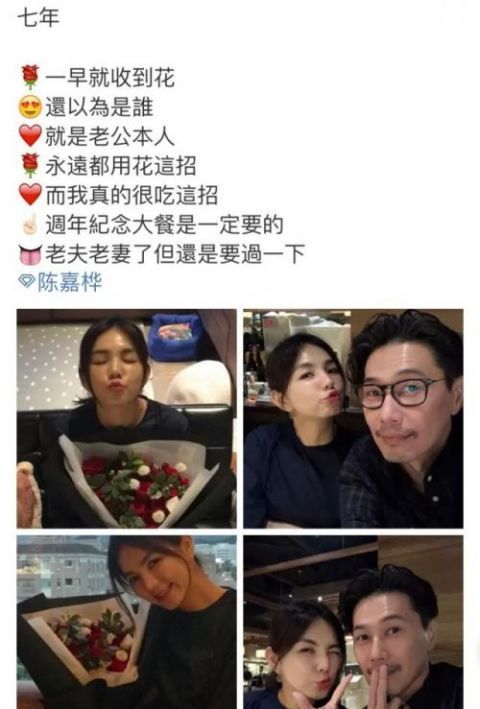 七年
🌹一早就收到花
😍還以為是誰
❤️就是老公本人
🌹永遠都用花這招
❤️而我真的很吃這招
☝🏻週年紀念大餐是一定要的
👅老夫老妻了但還是要過一下
陈嘉桦